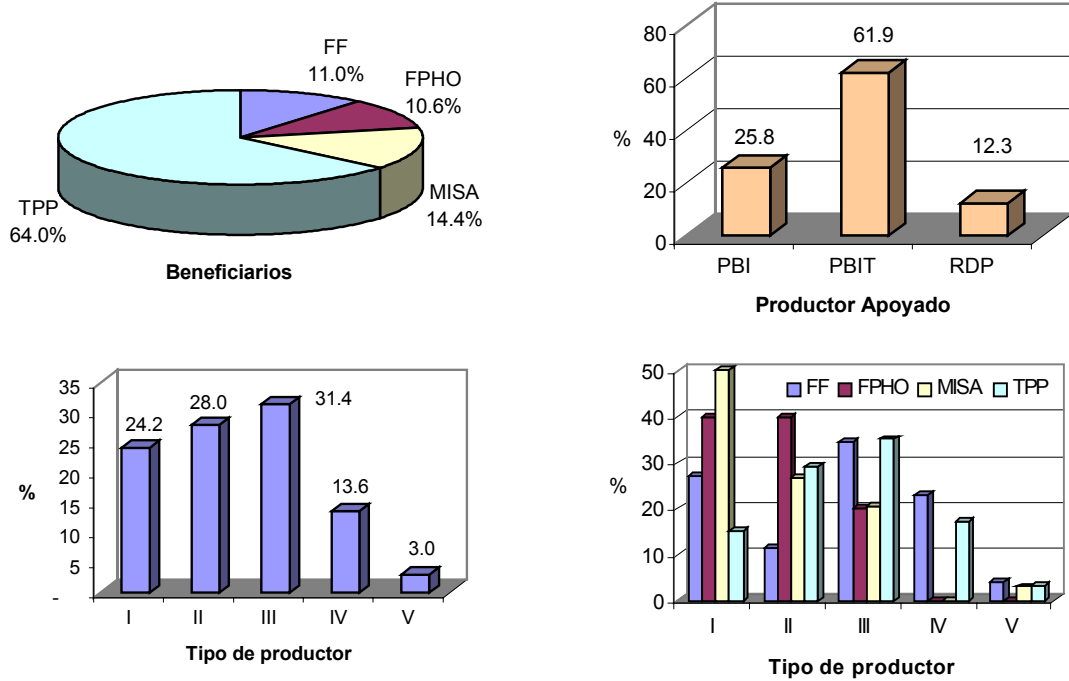 FF
11.0%
FPHO
10.6%
MISA
14.4%
TPP
64.0%
Beneficiarios
80
60
40
20
0
%
25.8
61.9
12.3
PBI PBIT RDP
Productor Apoyado
35
30
25
20
15
10
5
-
%
24.2
28.0
31.4
13.6
3.0
I II III IV V
Tipo de productor
50
40
30
20
10
0
%
FF FPHO MISA TPP
I II III IV V
Tipo de productor